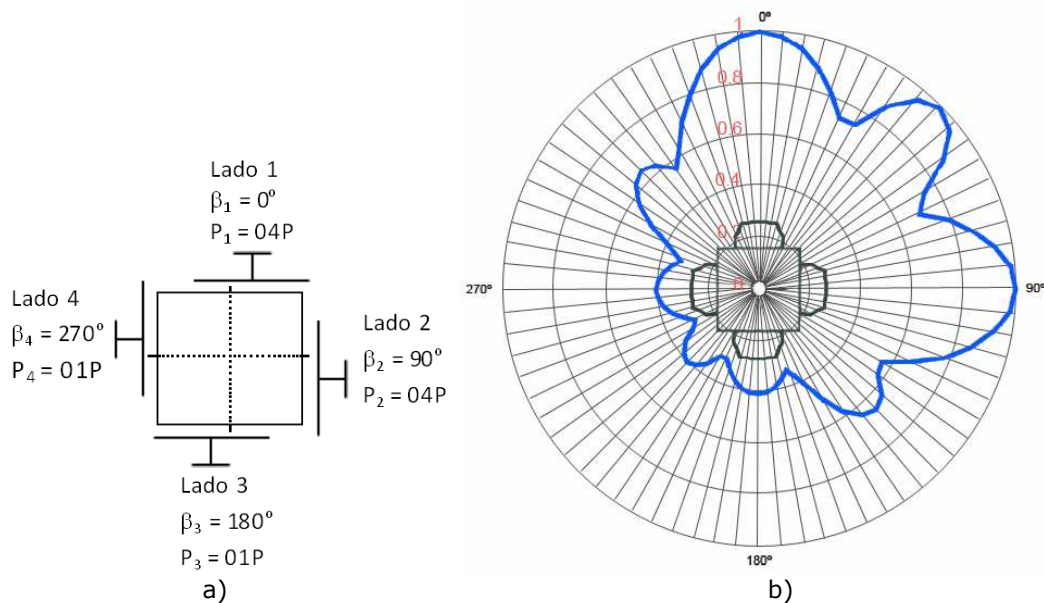 Lado 1
β₁ = 0º
P₁ = 04P
Lado 4
β₄ = 270º
P₄ = 01P
Lado 2
β₂ = 90º
P₂ = 04P
Lado 3
β₃ = 180º
P₃ = 01P
a)
0º
1
0.8
0.6
0.4
0
270º
90º
180º
b)